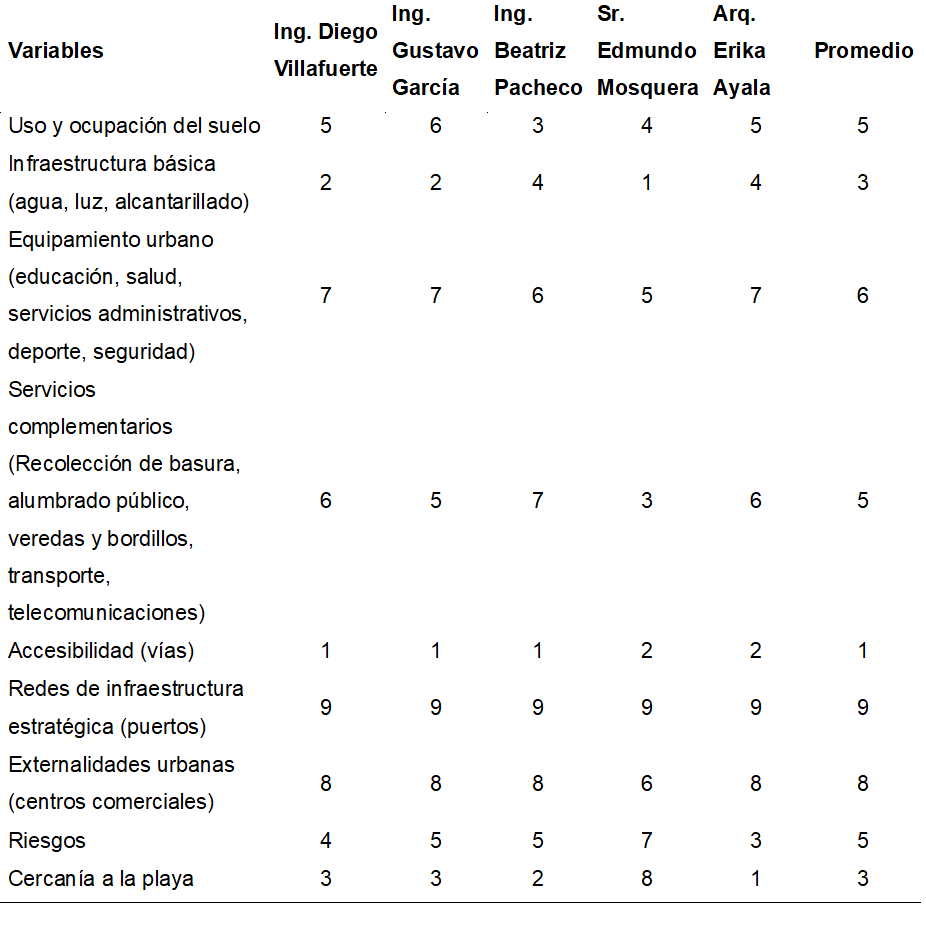 Variables Ing. Diego Villafuerte Ing. Gustavo García Ing. Beatriz Pacheco Sr. Edmundo Mosquera Arq. Erika Ayala Promedio
Uso y ocupación del suelo 5 6 3 4 5 5
Infraestructura básica
(agua, luz, alcantarillado) 2 2 4 1 4 3
Equipamiento urbano
(educación, salud,
servicios administrativos, 7 7 6 5 7 6
deporte, seguridad)
Servicios
complementarios
(Recolección de basura,
alumbrado público, 6 5 7 3 6 5
veredas y bordillos,
transporte,
telecomunicaciones)
Accesibilidad (vías) 1 1 1 2 2 1
Redes de infraestructura
estratégica (puertos) 9 9 9 9 9 9
Externalidades urbanas
(centros comerciales) 8 8 8 6 8 8
Riesgos 4 5 5 7 3 5
Cercanía a la playa 3 3 2 8 1 3